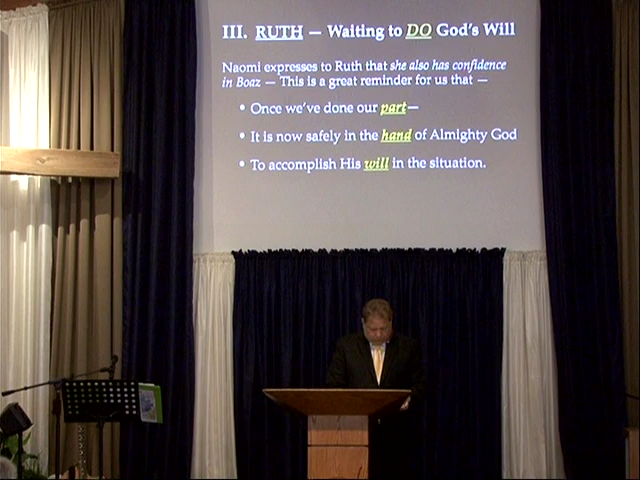 III. RUTH — Waiting to DO God's Will
Naomi expresses to Ruth that she also has confidence
in Boaz — This is a great reminder for us that —
• Once we've done our part—
• It is now safely in the hand of Almighty God
• To accomplish His will in the situation.